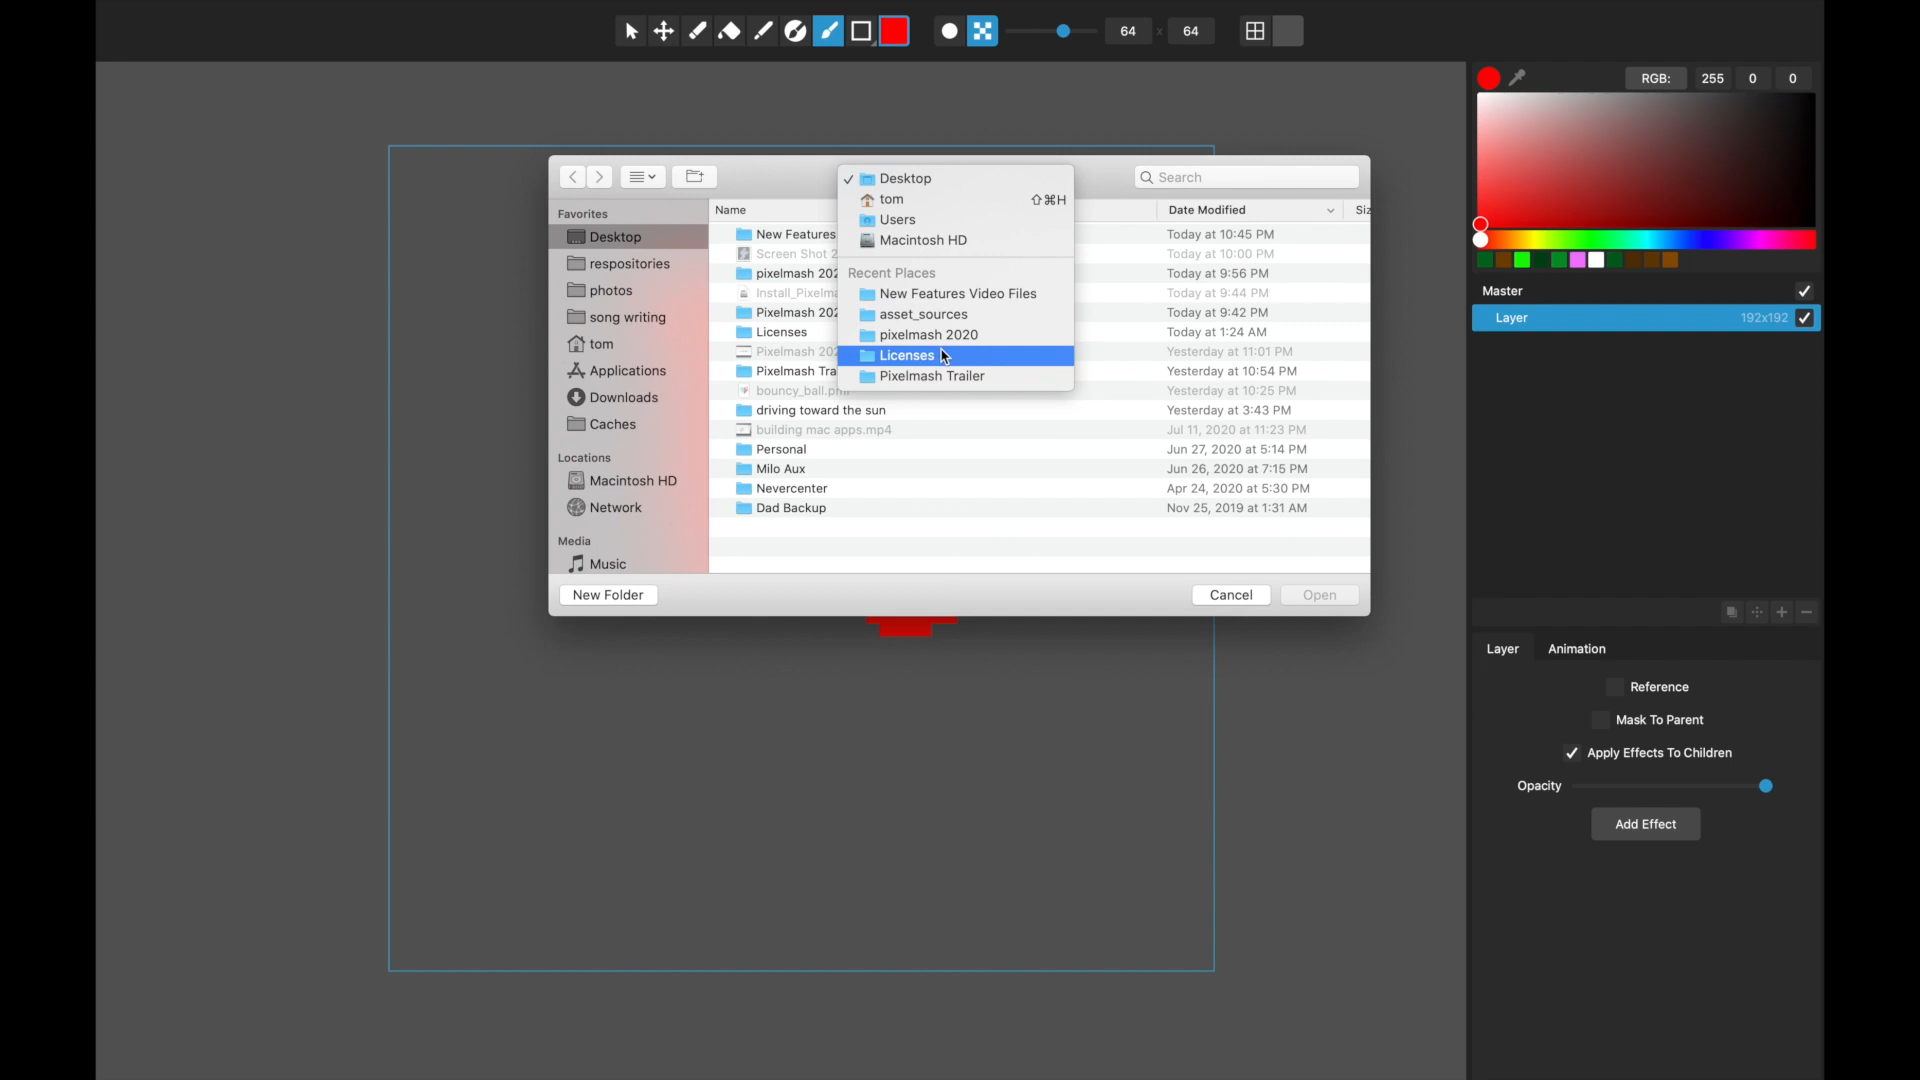 64 x 64
RGB: 255 0 0
Desktop
tom ⇧⌘H
Users
Macintosh HD
Recent Places
New Features Video Files
asset_sources
pixelmash 2020
Licenses
Pixelmash Trailer
Search
Favorites
Desktop
respositories
photos
song writing
tom
Applications
Downloads
Caches
Locations
Macintosh HD
Network
Media
Music
Name Date Modified Siz
New Features Today at 10:45 PM
Screen Shot 2 Today at 10:00 PM
pixelmash 202 Today at 9:56 PM
Install_Pixelma Today at 9:44 PM
Pixelmash 202 Today at 9:42 PM
Licenses Today at 1:24 AM
Pixelmash 202 Yesterday at 11:01 PM
Pixelmash Tra Yesterday at 10:54 PM
bouncy_ball.pm Yesterday at 10:25 PM
driving toward the sun Yesterday at 3:43 PM
building mac apps.mp4 Jul 11, 2020 at 11:23 PM
Personal Jun 27, 2020 at 5:14 PM
Milo Aux Jun 26, 2020 at 7:15 PM
Nevercenter Apr 24, 2020 at 5:30 PM
Dad Backup Nov 25, 2019 at 1:31 AM
New Folder Cancel Open
Master
Layer 192x192
Layer Animation
Reference
Mask To Parent
Apply Effects To Children
Opacity
Add Effect